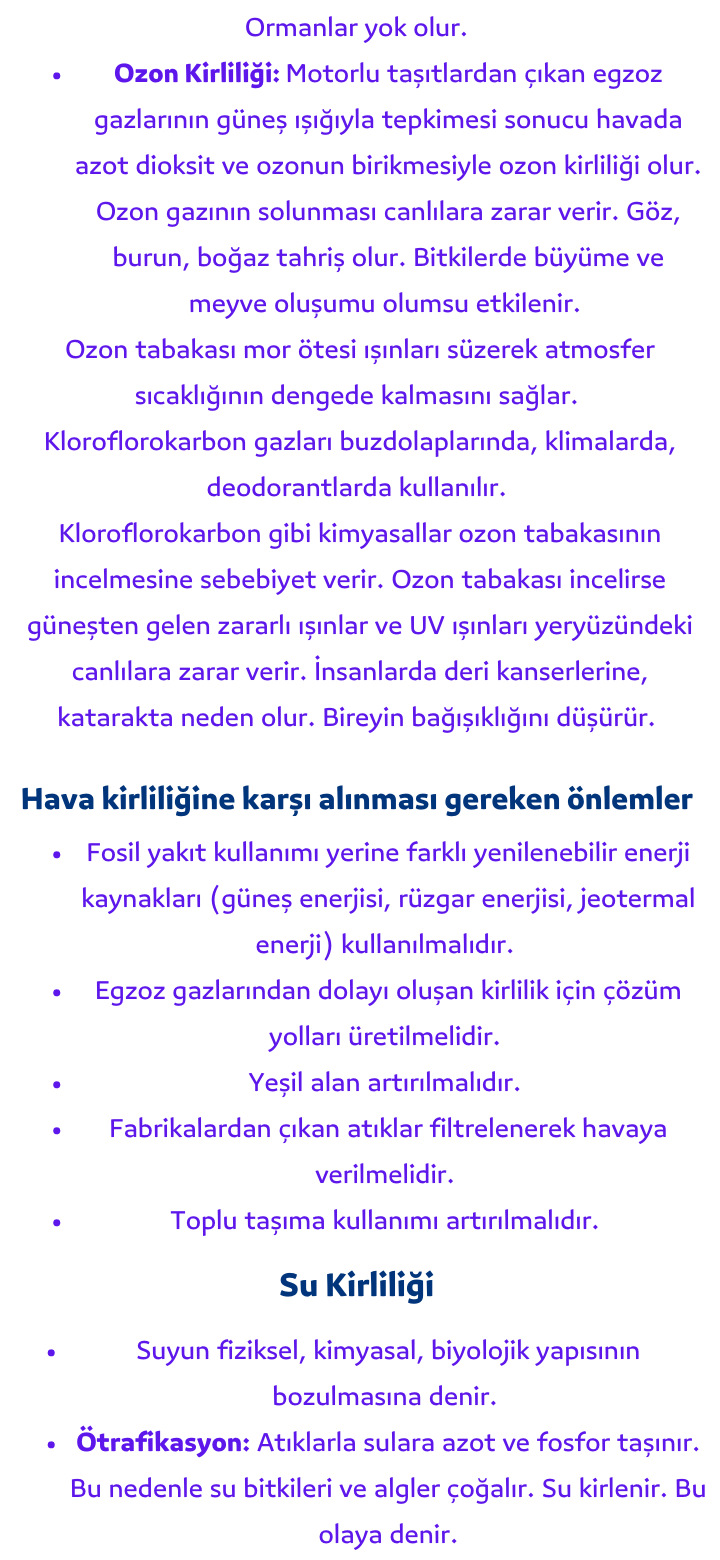 Ormanlar yok olur.
• Ozon Kirliliği: Motorlu taşıtlardan çıkan egzoz
gazlarının güneş ışığıyla tepkimesi sonucu havada
azot dioksit ve ozonun birikmesiyle ozon kirliliği olur.
Ozon gazının solunması canlılara zarar verir. Göz,
burun, boğaz tahriş olur. Bitkilerde büyüme ve
meyve oluşumu olumsu etkilenir.
Ozon tabakası mor ötesi ışınları süzerek atmosfer
sıcaklığının dengede kalmasını sağlar.
Kloroflorokarbon gazları buzdolaplarında, klimalarda,
deodorantlarda kullanılır.
Kloroflorokarbon gibi kimyasallar ozon tabakasının
incelmesine sebebiyet verir. Ozon tabakası incelirse
güneşten gelen zararlı ışınlar ve UV ışınları yeryüzündeki
canlılara zarar verir. İnsanlarda deri kanserlerine,
katarakta neden olur. Bireyin bağışıklığını düşürür.
Hava kirliliğine karşı alınması gereken önlemler
• Fosil yakıt kullanımı yerine farklı yenilenebilir enerji
kaynakları (güneş enerjisi, rüzgar enerjisi, jeotermal
enerji) kullanılmalıdır.
• Egzoz gazlarından dolayı oluşan kirlilik için çözüm
yolları üretilmelidir.
• Yeşil alan artırılmalıdır.
• Fabrikalardan çıkan atıklar filtrelenerek havaya
verilmelidir.
• Toplu taşıma kullanımı artırılmalıdır.
Su Kirliliği
• Suyun fiziksel, kimyasal, biyolojik yapısının
bozulmasına denir.
• Ötrafikasyon: Atıklarla sulara azot ve fosfor taşınır.
Bu nedenle su bitkileri ve algler çoğalır. Su kirlenir. Bu
olaya denir.